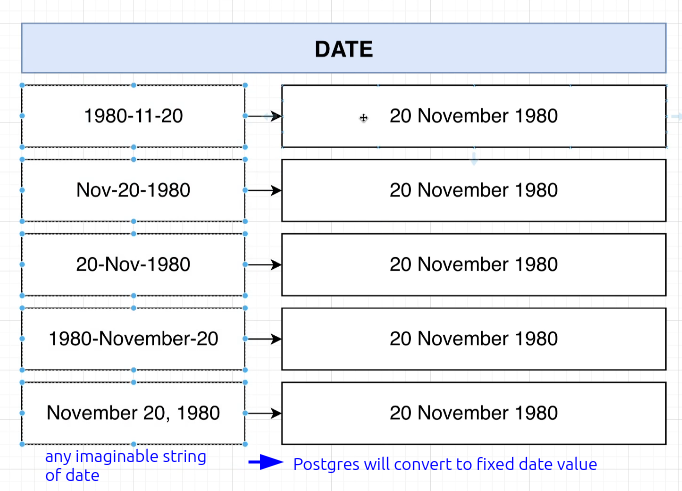 DATE
1980-11-20
20 November 1980
Nov-20-1980
20 November 1980
20-Nov-1980
20 November 1980
1980-November-20
20 November 1980
November 20, 1980
20 November 1980
any imaginable string
of date
Postgres will convert to fixed date value